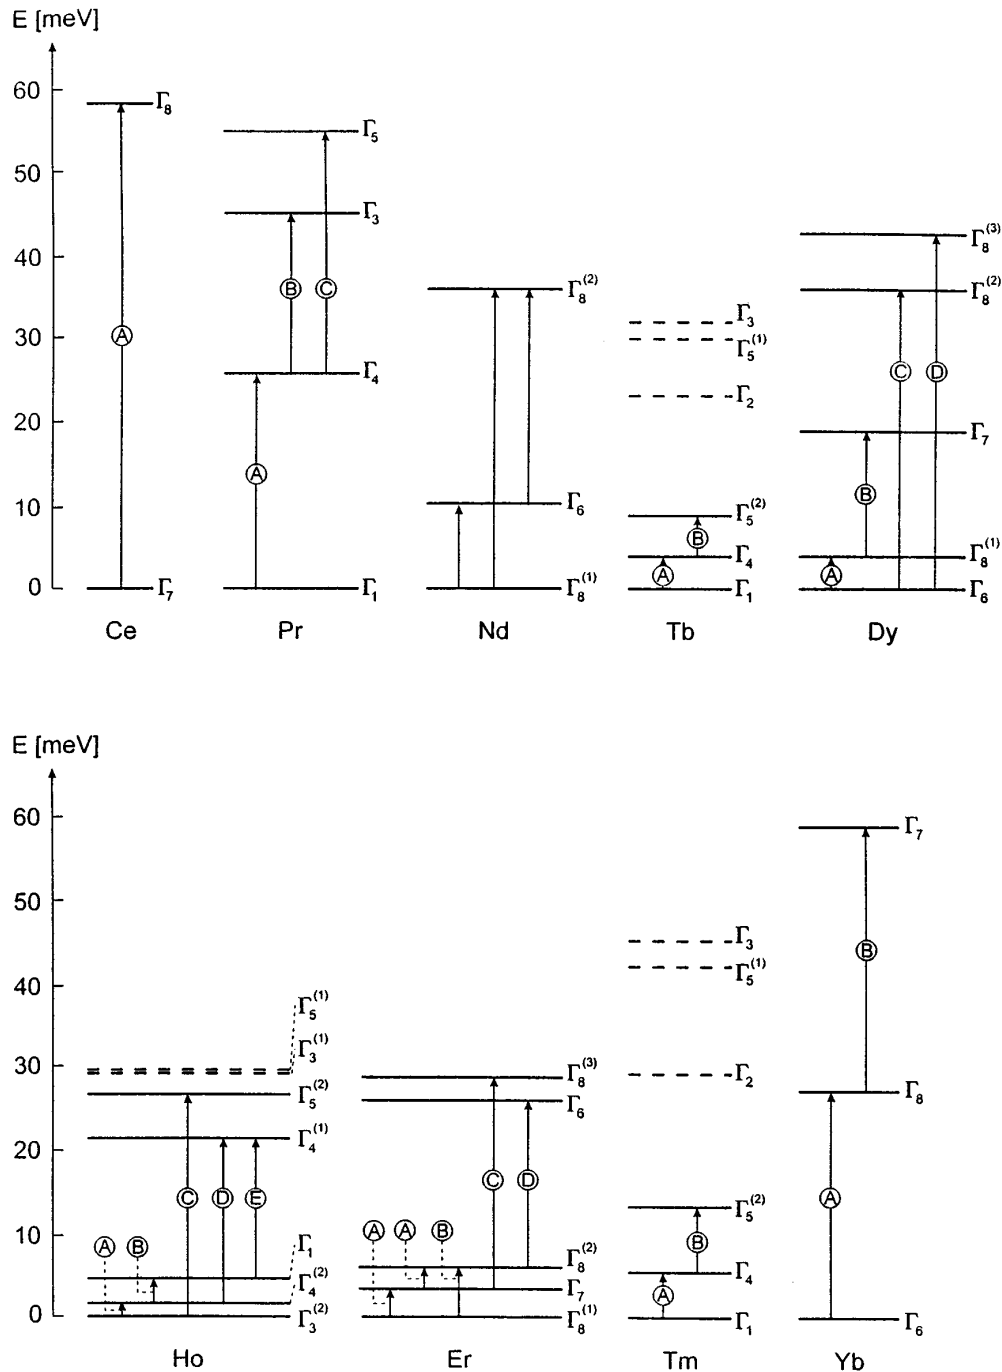 E [meV]
60
Γ₈
Γ₅
50
Γ₃
Γ₈⁽³⁾
40
B C
Γ₈⁽²⁾ Γ₈⁽²⁾
A
Γ₃
30
Γ₅⁽¹⁾
C D
Γ₄
Γ₂
20
Γ₇
A
B
10
Γ₆ Γ₅⁽²⁾
B
Γ₄ Γ₈⁽¹⁾
A A
0
Γ₇ Γ₁ Γ₈⁽¹⁾ Γ₁ Γ₆
Ce Pr Nd Tb Dy
E [meV]
60
Γ₇
50
Γ₃
B
Γ₅⁽¹⁾
40
Γ₅⁽¹⁾
Γ₃⁽¹⁾
30
Γ₈⁽³⁾ Γ₂
Γ₅⁽²⁾ Γ₆ Γ₈
Γ₄⁽¹⁾
20
C D E C D A
Γ₅⁽²⁾
10
A B A A B B
Γ₁
Γ₈⁽²⁾
Γ₄⁽²⁾ Γ₇ Γ₄
A
0
Γ₃⁽²⁾ Γ₈⁽¹⁾ Γ₁ Γ₆
Ho Er Tm Yb